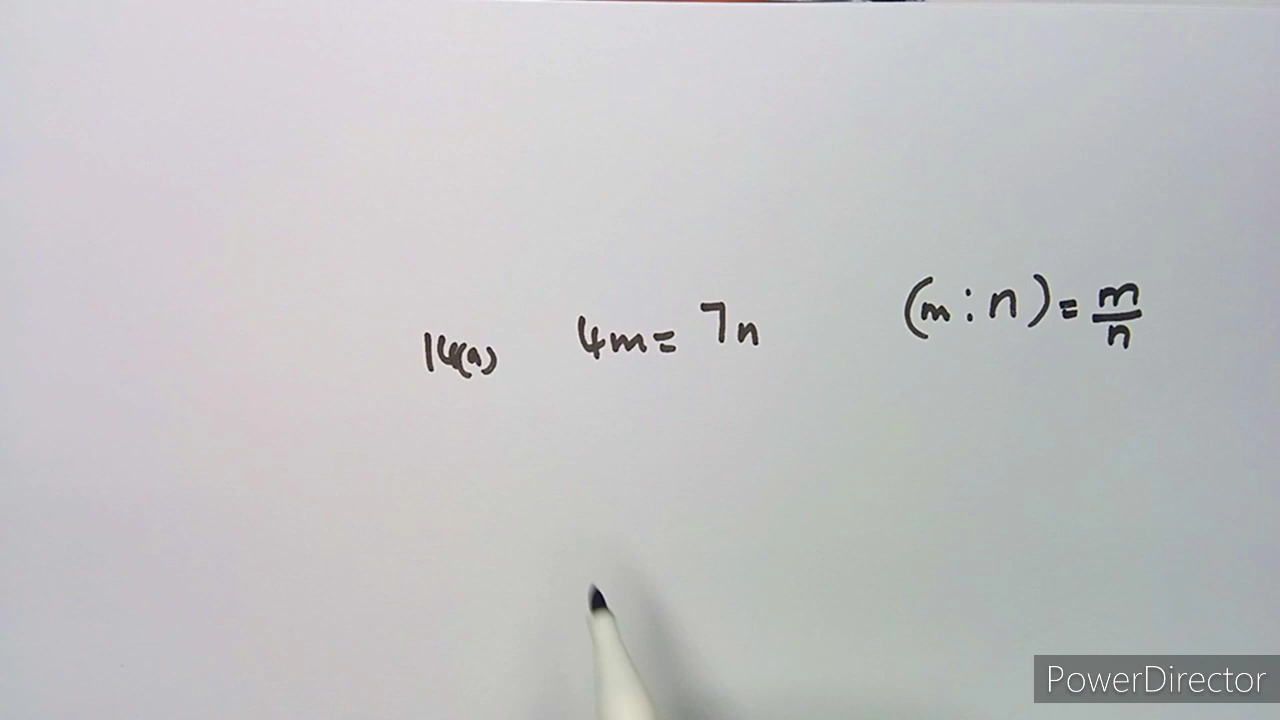 14(a) 4m = 7n (m : n) = m/n
PowerDirector